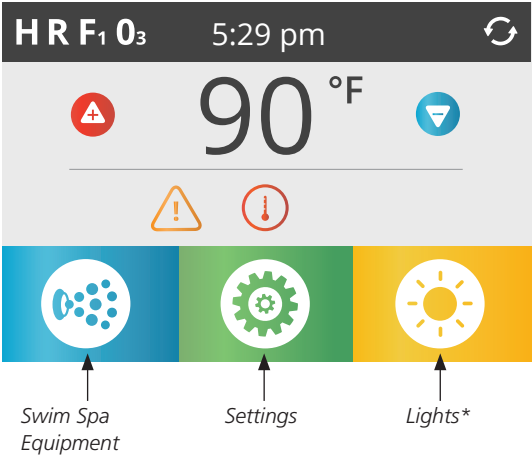 H R F1 03 5:29 pm
90 °F
Swim Spa
Equipment
Settings
Lights*